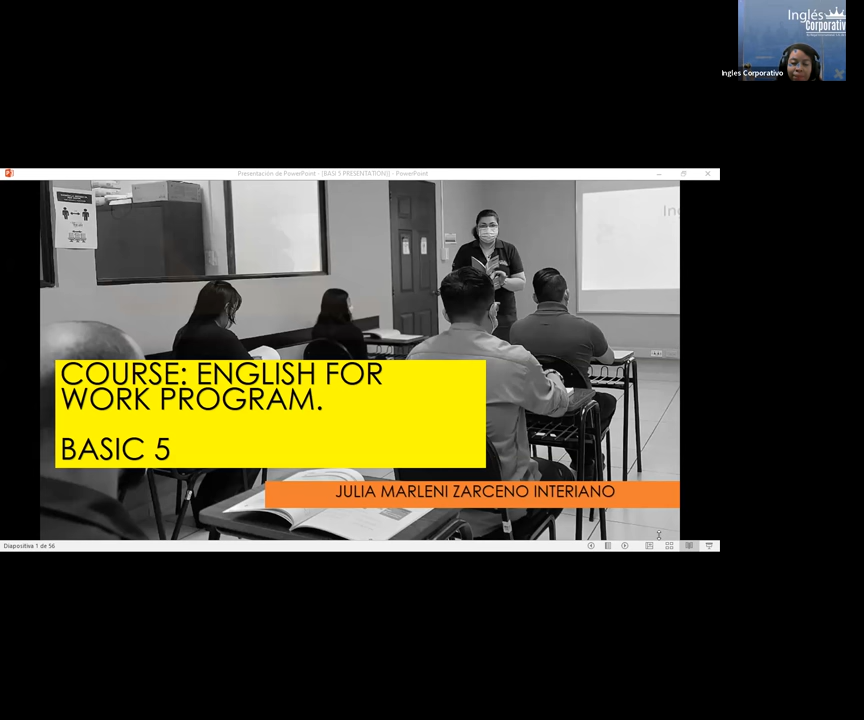 Inglés
Corporativ
Ingles Corporativo
Presentación de PowerPoint - [BASI 5 PRESENTATION)] - PowerPoint
COURSE: ENGLISH FOR
WORK PROGRAM.
BASIC 5
JULIA MARLENI ZARCENO INTERIANO
Diapositiva 1 de 56